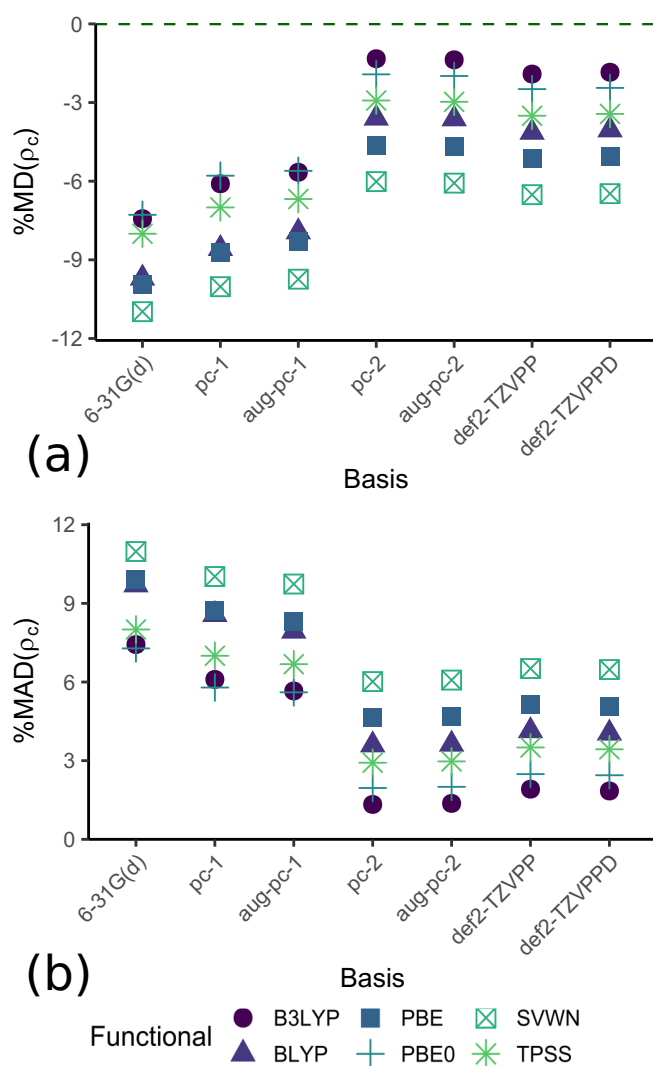 0
-3
-6
-9
-12
%MD(ρc)
6-31G(d)
pc-1
aug-pc-1
pc-2
aug-pc-2
def2-TZVPP
def2-TZVPPD
(a)
Basis
12
9
6
3
0
%MAD(ρc)
6-31G(d)
pc-1
aug-pc-1
pc-2
aug-pc-2
def2-TZVPP
def2-TZVPPD
(b)
Basis
Functional
B3LYP PBE SVWN
BLYP PBE0 TPSS